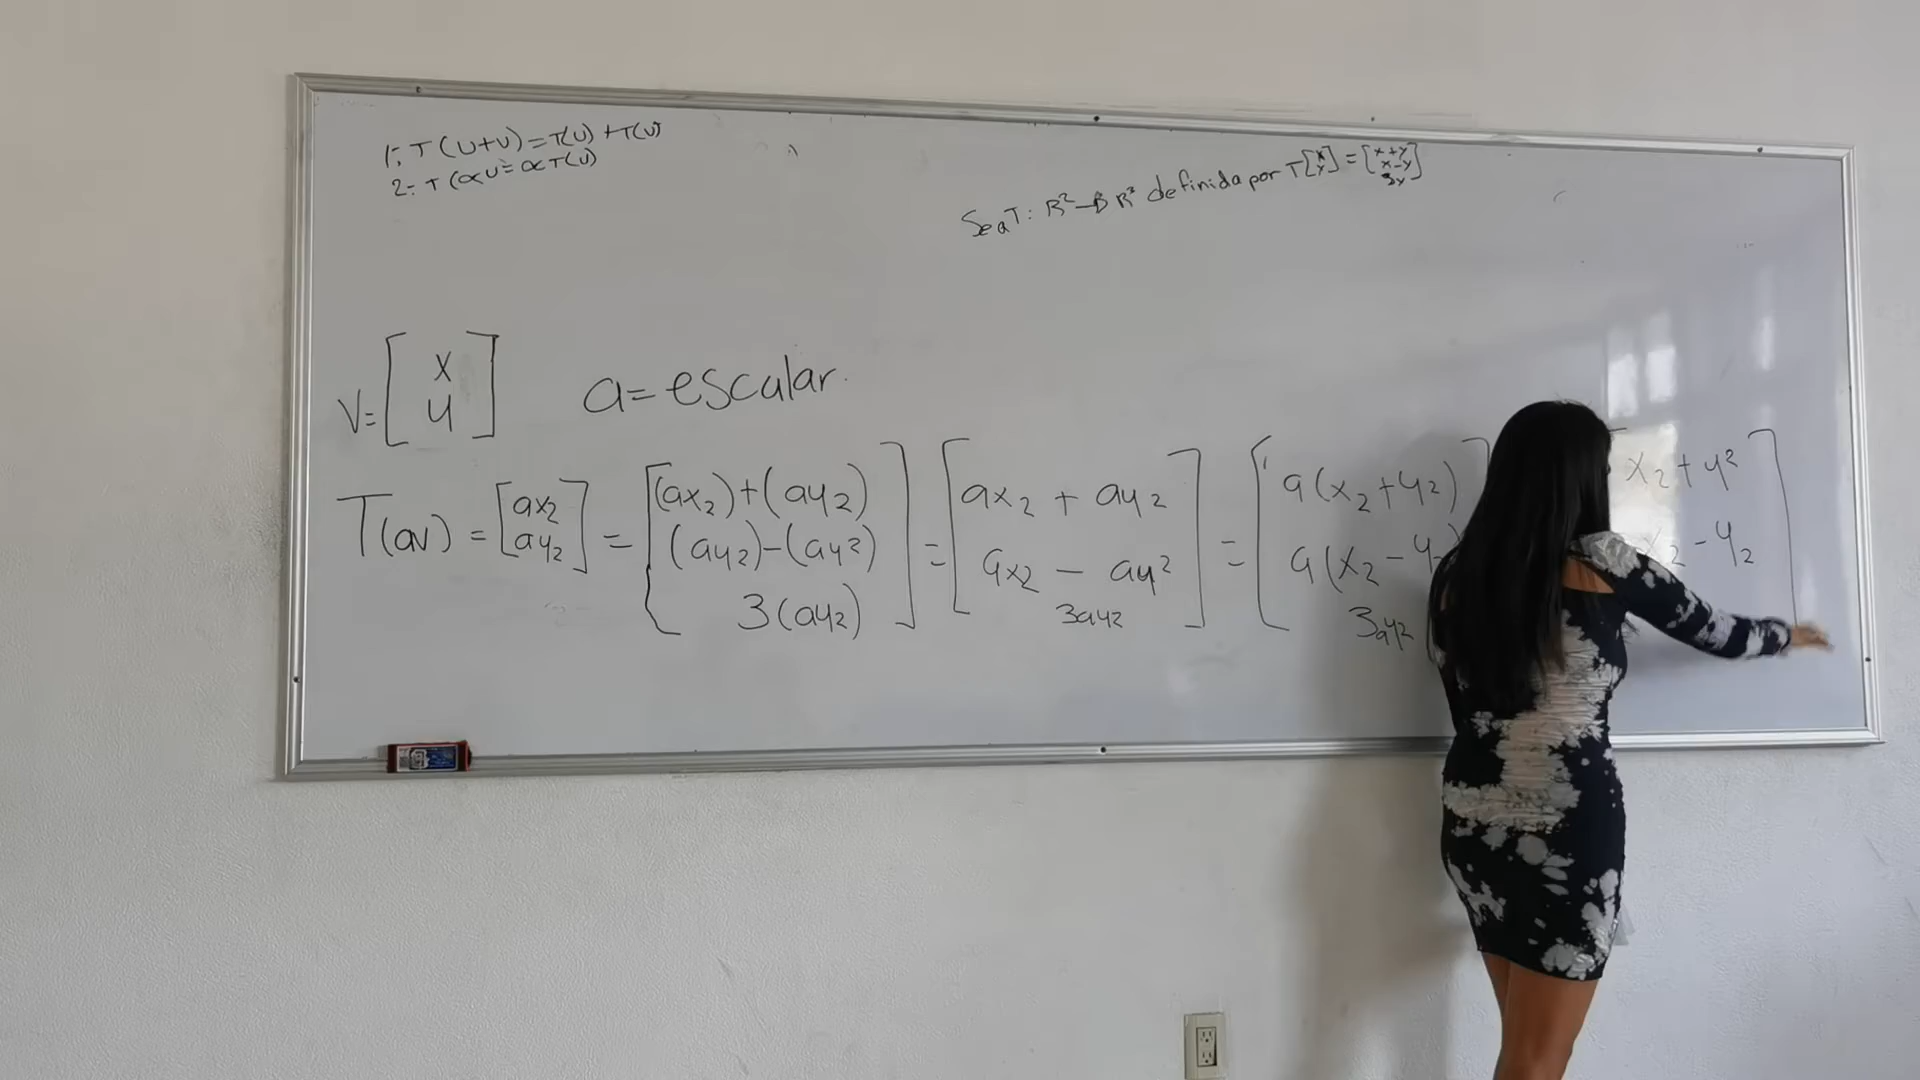 1: T(U+V)=T(U)+T(V)
2: T(αU=αT(U)
Sea T: R²→R³ definida por T[x y] = [x+y x-y 3y]
V= [x y] a= escalar.
T(av) = [ax2 ay2] = [(ax2)+(ay2) (ay2)-(ay²) 3(ay2)] = [ax2 + ay2 ax2 - ay² 3ay2] = [a(x2+y2) a(x2-y 3ay2] x2+y² x2-y2]